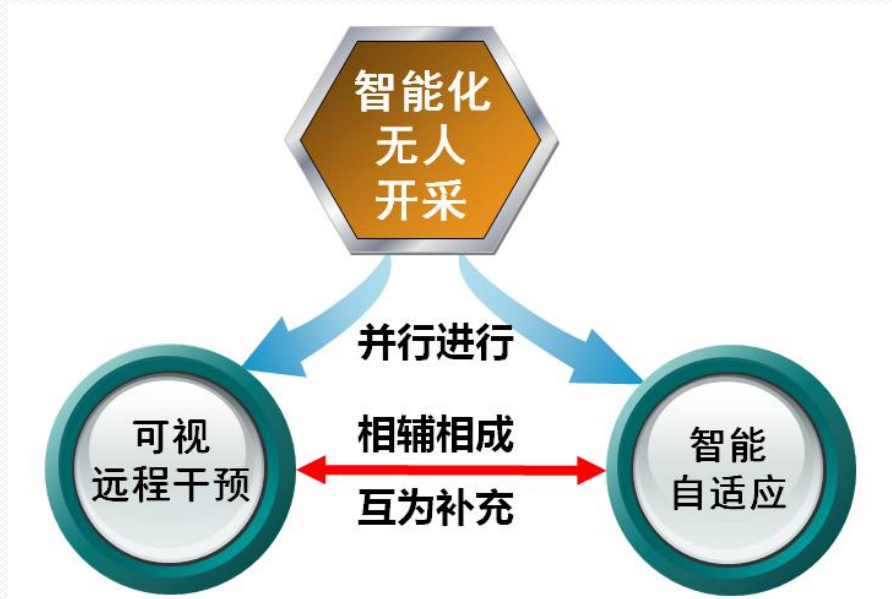 智能化
无人
开采
并行进行
可视
远程干预
相辅相成
互为补充
智能
自适应